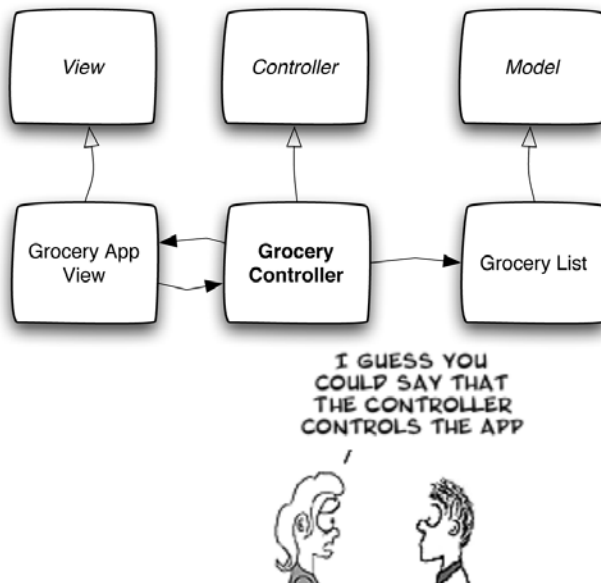 View
Controller
Model
Grocery App
View
Grocery
Controller
Grocery List
I GUESS YOU
COULD SAY THAT
THE CONTROLLER
CONTROLS THE APP